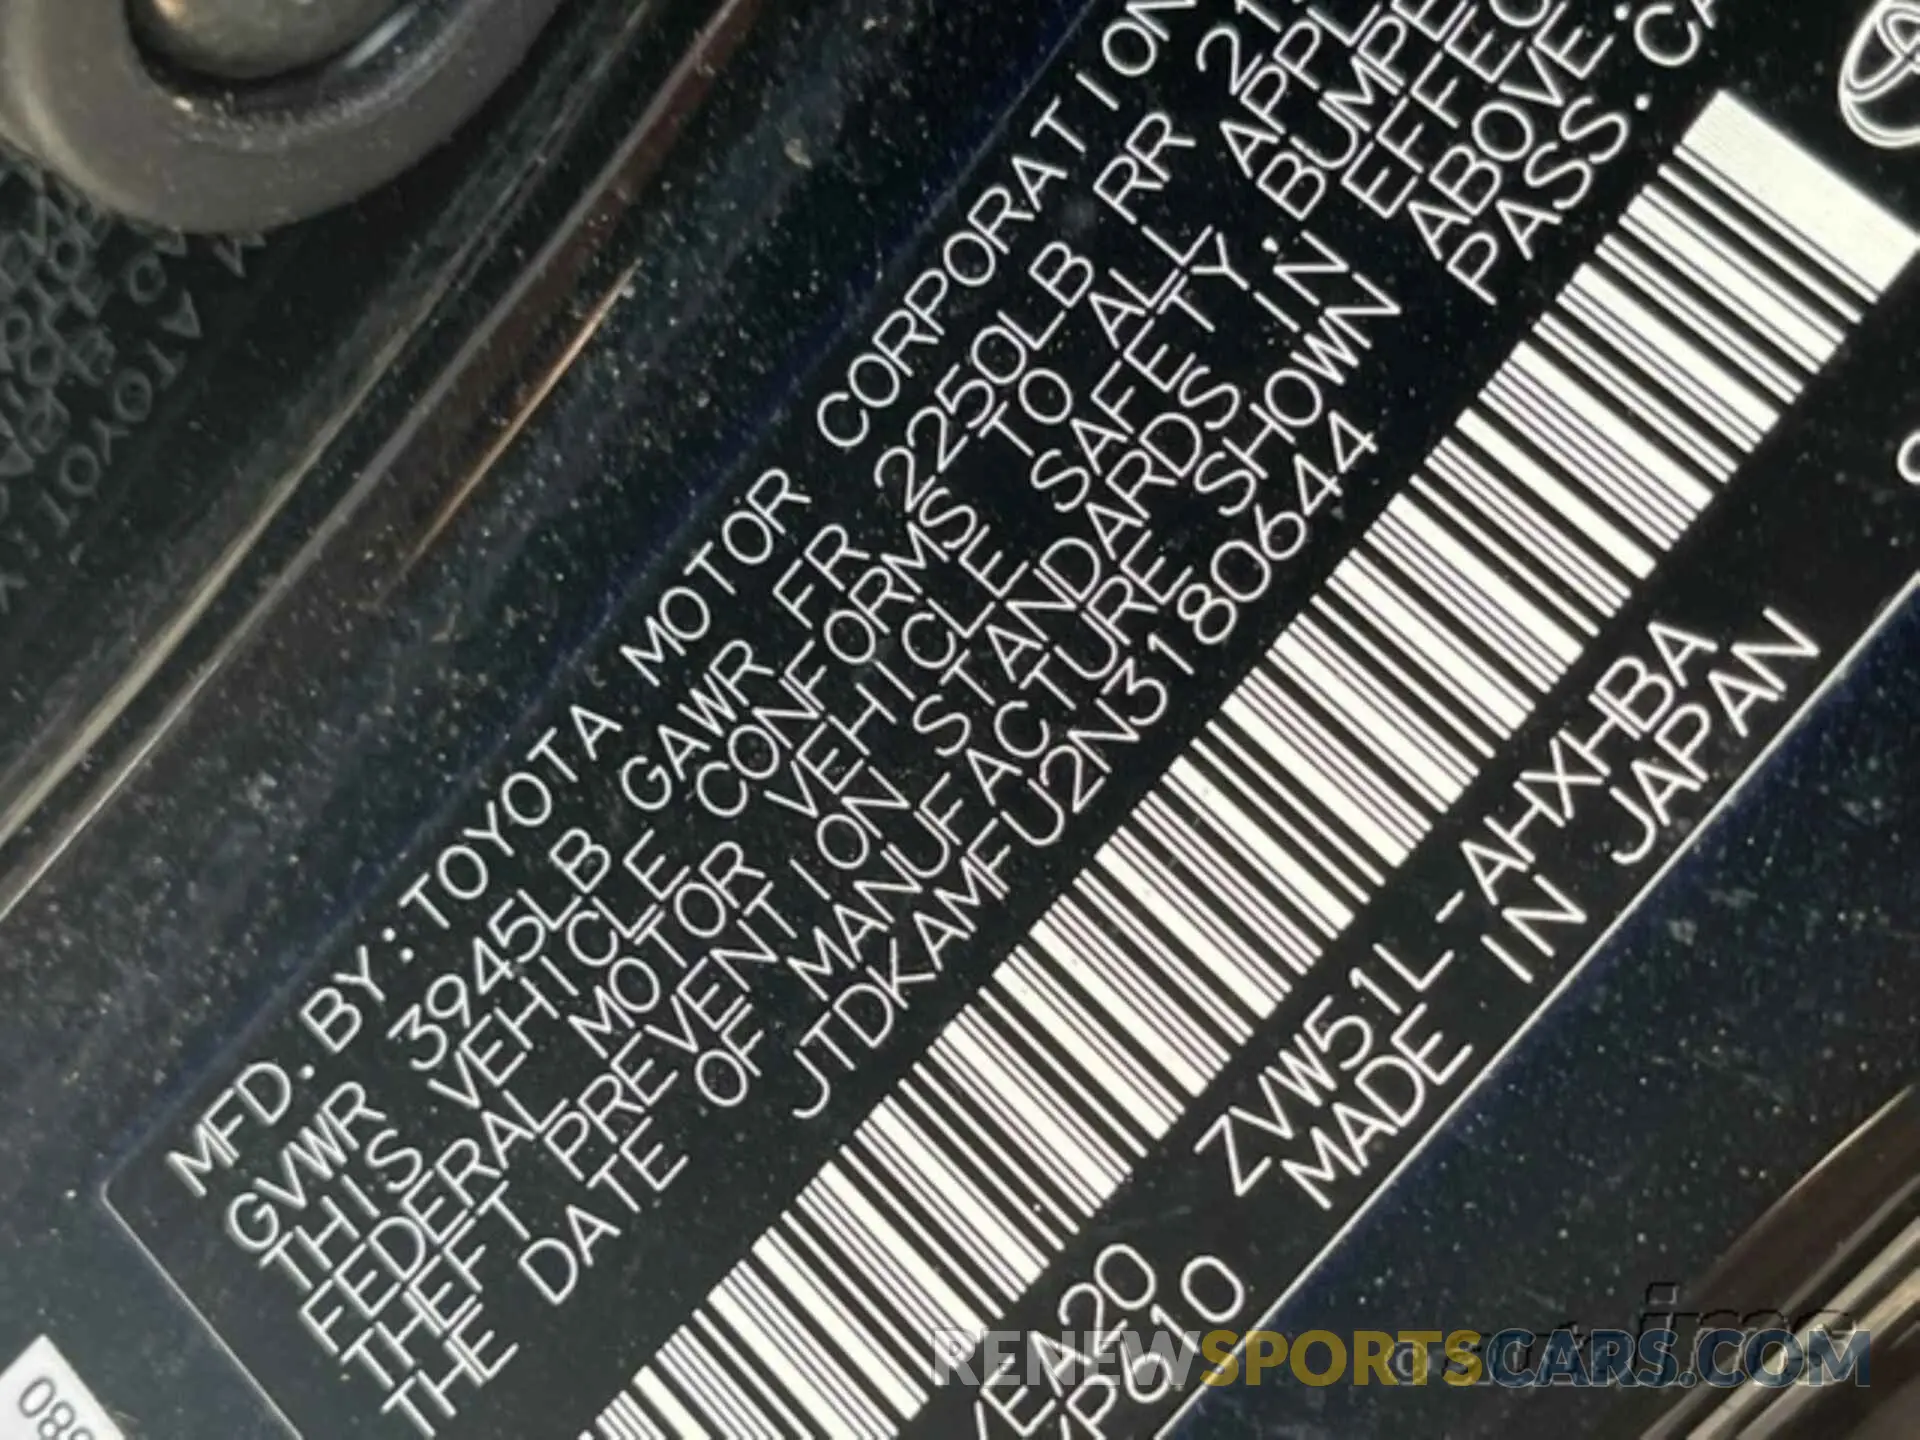 MFD. BY:TOYOTA MOTOR CORPORATION
GVWR 3945LB GAWR FR 2250LB RR
THIS VEHICLE CONFORMS TO ALL
FEDERAL MOTOR VEHICLE SAFETY, BUMPE
THEFT PREVENTION STANDARDS IN EFFEC
THE DATE OF MANUFACTURE SHOWN ABOVE.
JTDKAMFU2N3180644 PASS.CA
ZVW51L-AHXHBA
MADE IN JAPAN
EA20
P610
RENEWSPORTSCARS.COM